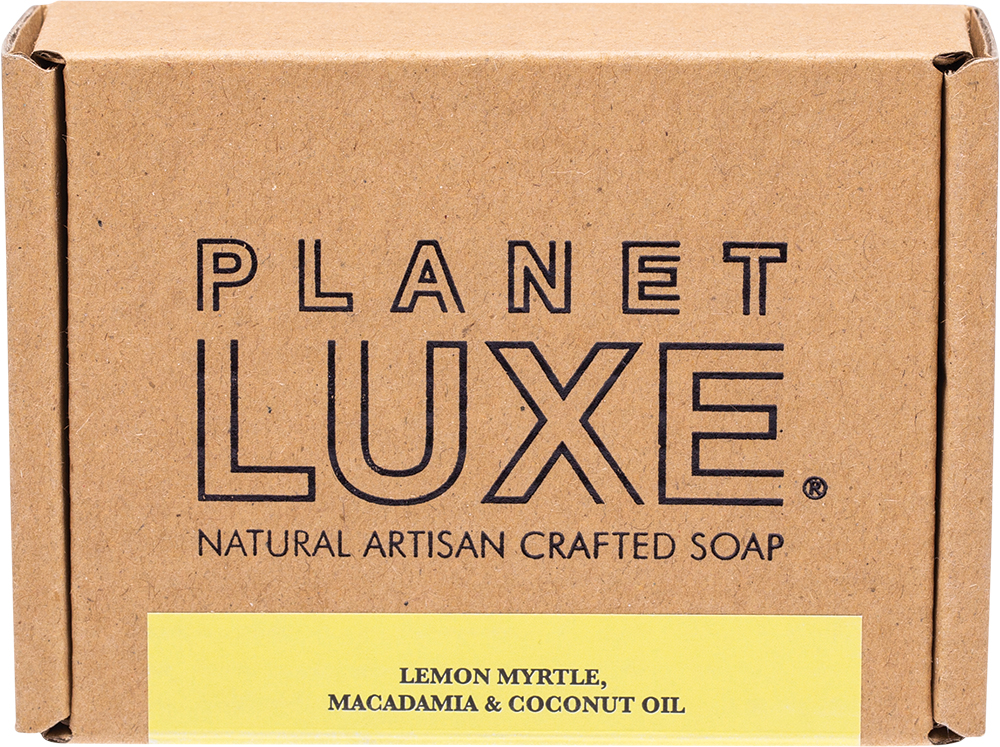 PLANET
LUXE®
NATURAL ARTISAN CRAFTED SOAP
LEMON MYRTLE,
MACADAMIA & COCONUT OIL